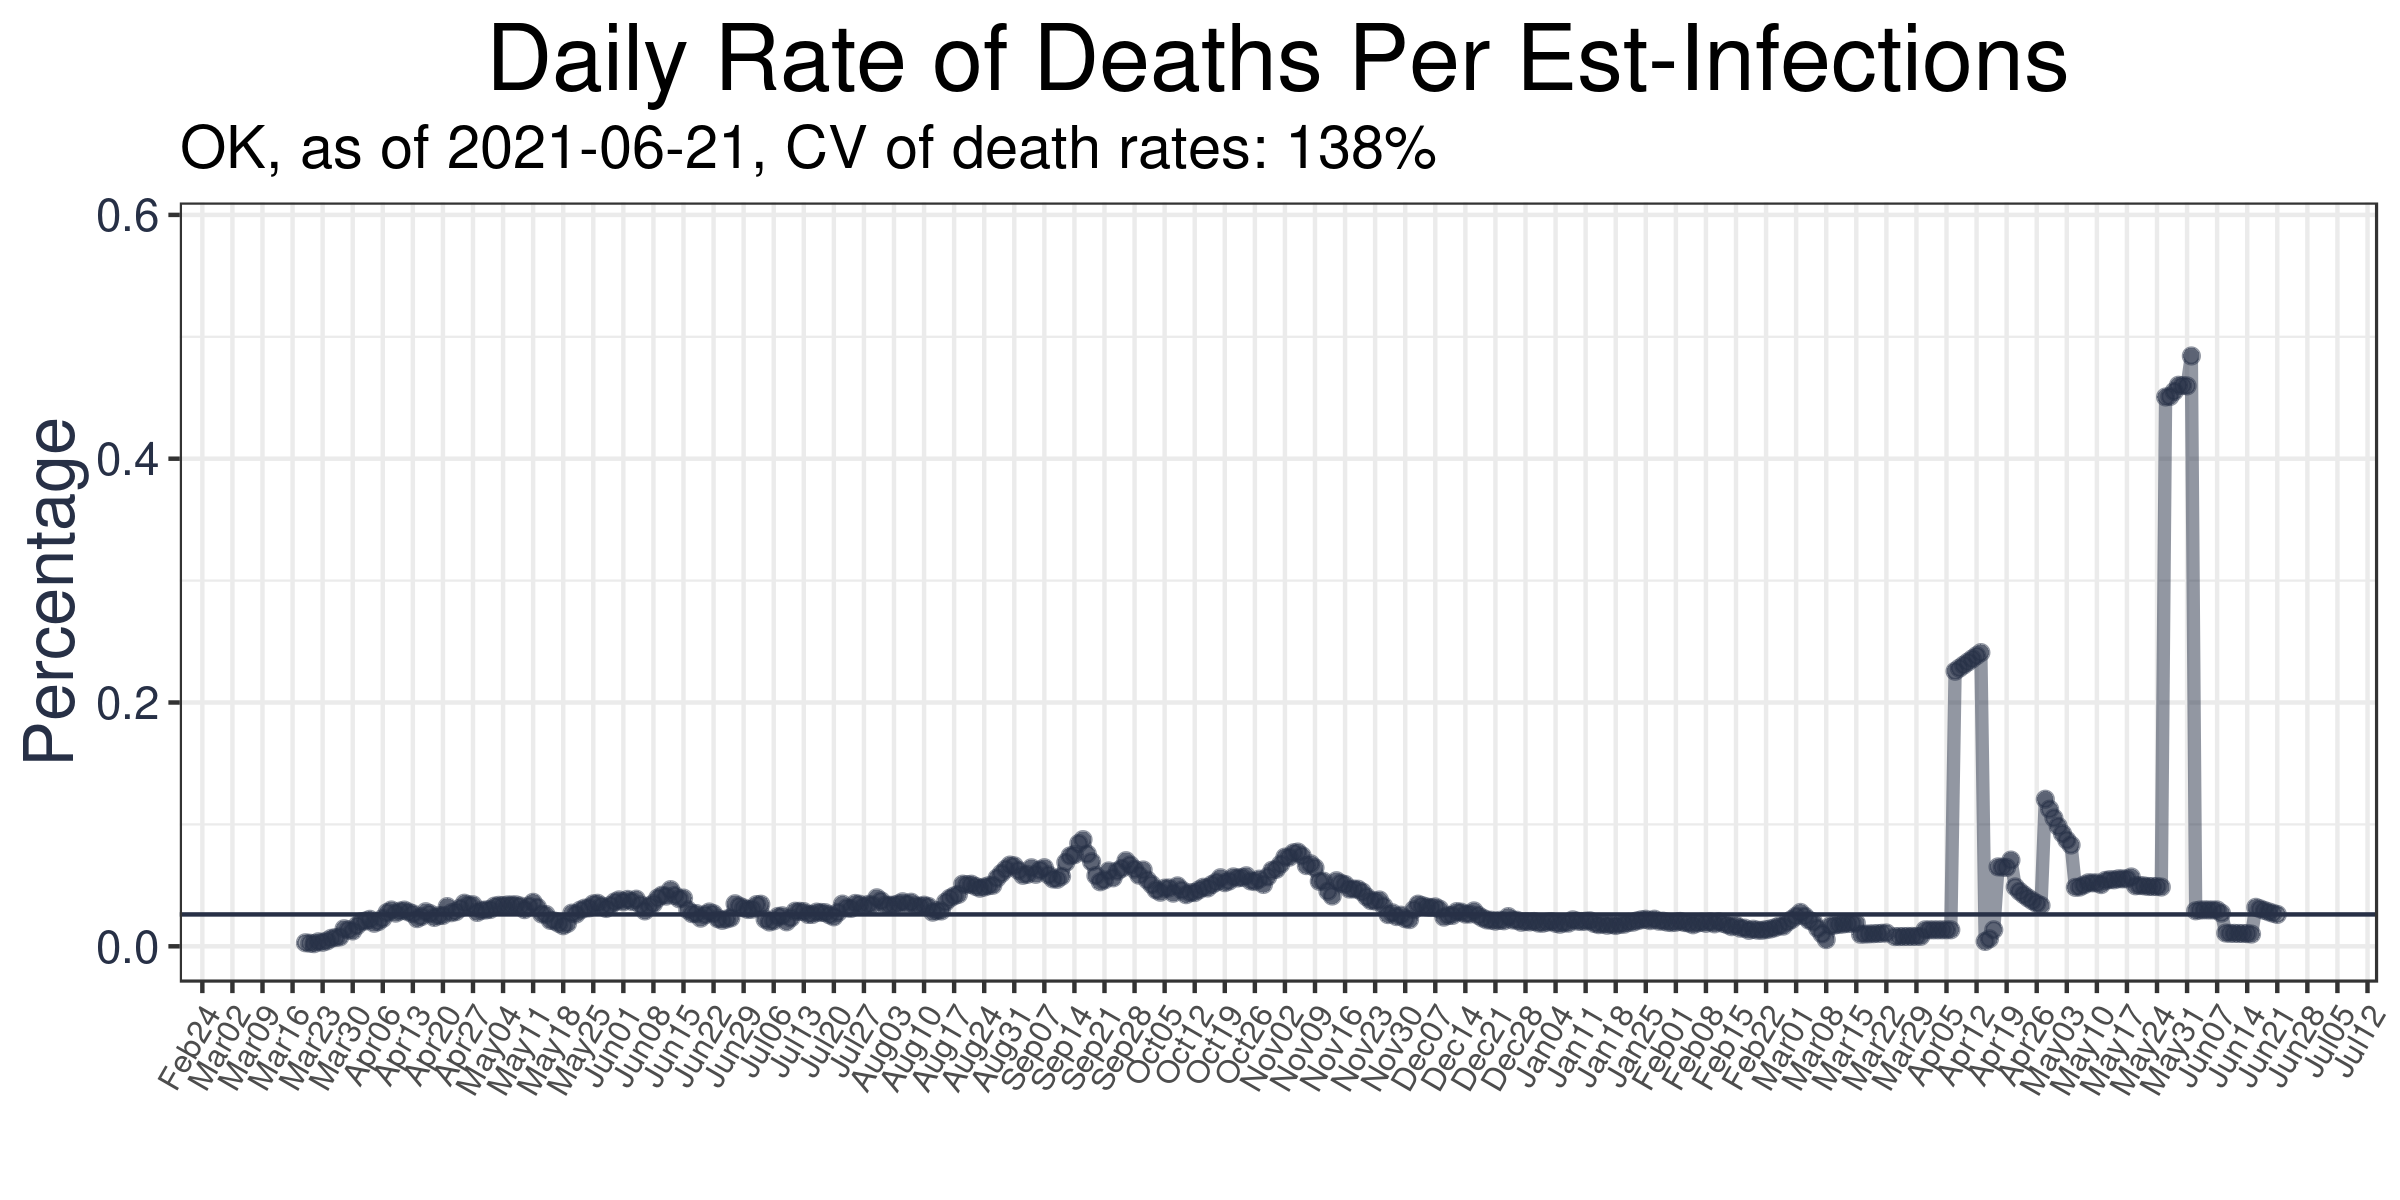 Daily Rate of Deaths Per Est-Infections
OK, as of 2021-06-21, CV of death rates: 138%
Percentage
0.6
0.4
0.2
0.0
Feb24
Mar02
Mar09
Mar16
Mar23
Mar30
Apr06
Apr13
Apr20
Apr27
May04
May11
May18
May25
Jun01
Jun08
Jun15
Jun22
Jun29
Jul06
Jul13
Jul20
Jul27
Aug03
Aug10
Aug17
Aug24
Aug31
Sep07
Sep14
Sep21
Sep28
Oct05
Oct12
Oct19
Oct26
Nov02
Nov09
Nov16
Nov23
Nov30
Dec07
Dec14
Dec21
Dec28
Jan04
Jan11
Jan18
Jan25
Feb01
Feb08
Feb15
Feb22
Mar01
Mar08
Mar15
Mar22
Mar29
Apr05
Apr12
Apr19
Apr26
May03
May10
May17
May24
May31
Jun07
Jun14
Jun21
Jun28
Jul05
Jul12